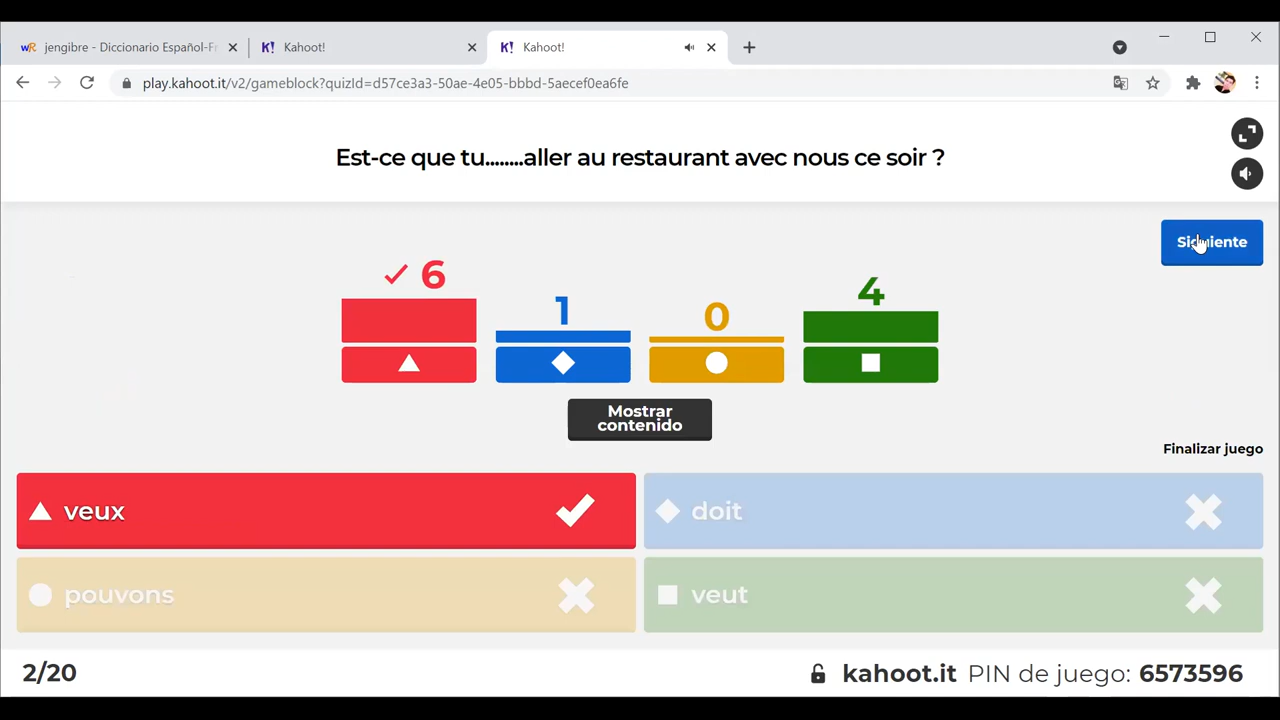 jengibre - Diccionario Español-Fr
Kahoot!
Kahoot!
play.kahoot.it/v2/gameblock?quizId=d57ce3a3-50ae-4e05-bbbd-5aecef0ea6fe
Est-ce que tu........aller au restaurant avec nous ce soir ?
Siguiente
6
1
0
4
Mostrar
contenido
Finalizar juego
veux
doit
pouvons
veut
2/20
kahoot.it PIN de juego: 6573596